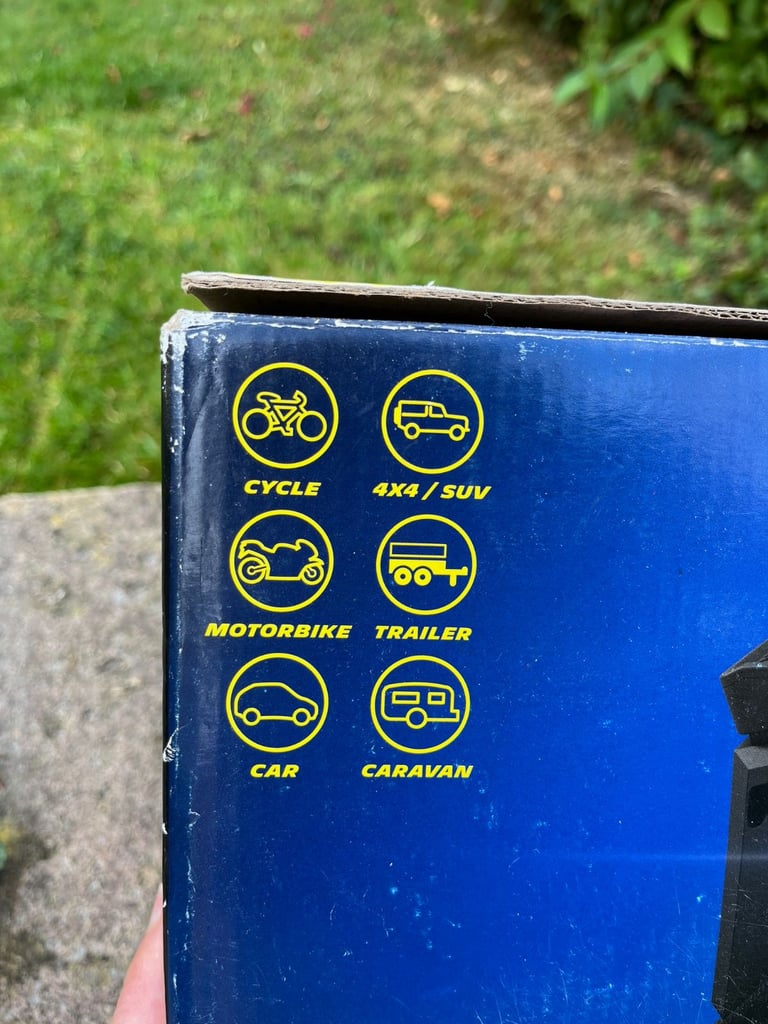 CYCLE
4X4 / SUV
MOTORBIKE
TRAILER
CAR
CARAVAN